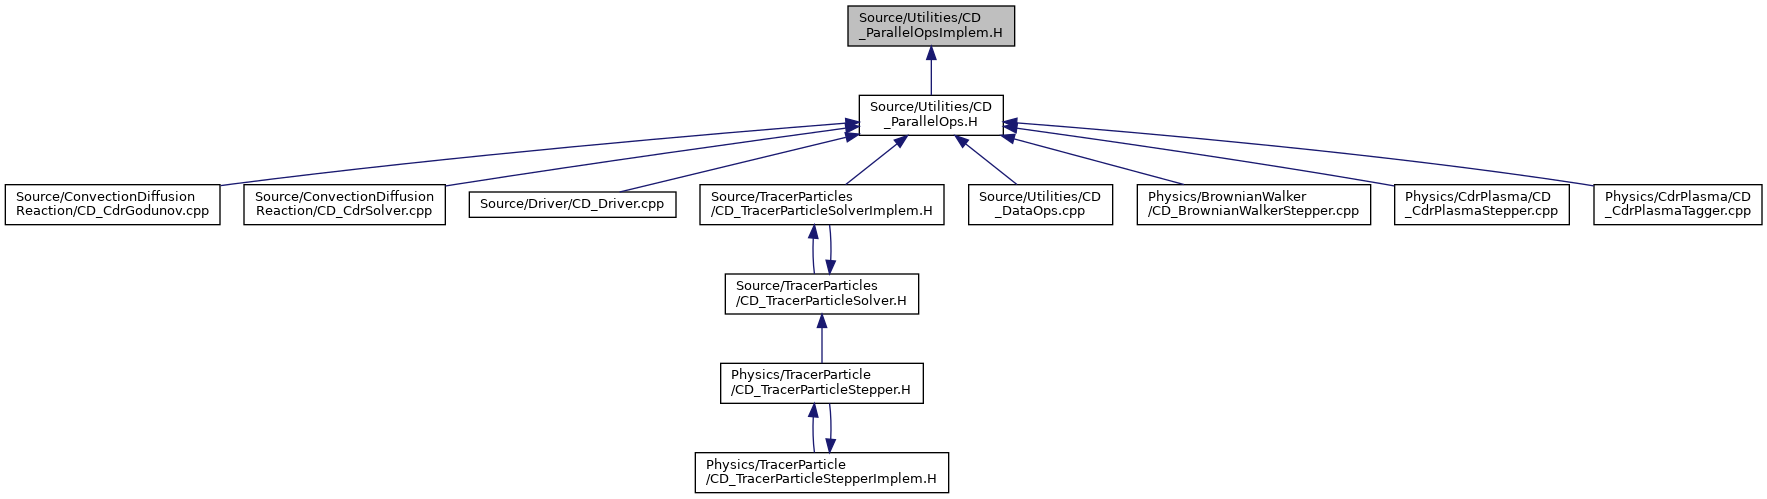 Source/Utilities/CD
_ParallelOpsImplem.H
Source/Utilities/CD
_ParallelOps.H
Source/ConvectionDiffusion
Reaction/CD_CdrGodunov.cpp
Source/ConvectionDiffusion
Reaction/CD_CdrSolver.cpp
Source/Driver/CD_Driver.cpp
Source/TracerParticles
/CD_TracerParticleSolverImplem.H
Source/Utilities/CD
_DataOps.cpp
Physics/BrownianWalker
/CD_BrownianWalkerStepper.cpp
Physics/CdrPlasma/CD
_CdrPlasmaStepper.cpp
Physics/CdrPlasma/CD
_CdrPlasmaTagger.cpp
Source/TracerParticles
/CD_TracerParticleSolver.H
Physics/TracerParticle
/CD_TracerParticleStepper.H
Physics/TracerParticle
/CD_TracerParticleStepperImplem.H